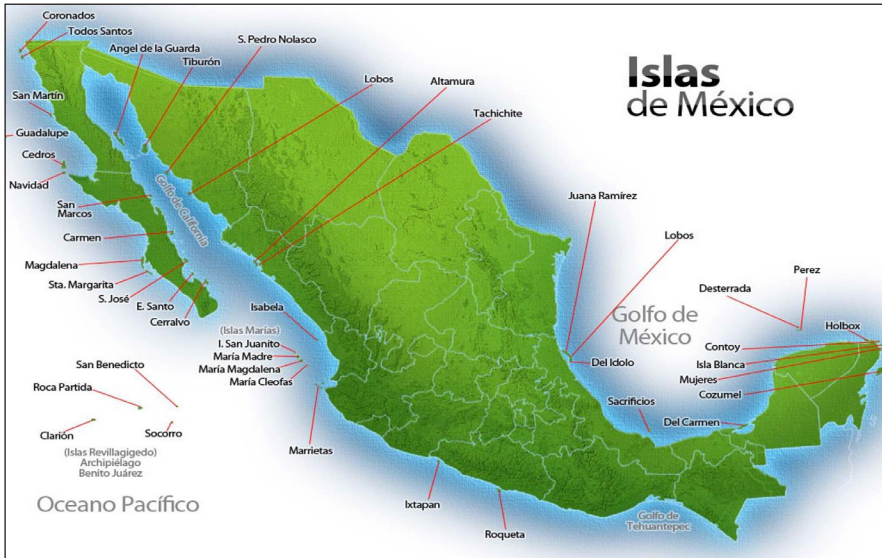 Coronados
Todos Santos
Angel de la Guarda
S. Pedro Nolasco
Tiburón
Lobos
Altamura
Tachichite
Islas
de México
San Martín
Guadalupe
Cedros
Navidad
San
Marcos
Golfo de California
Carmen
Magdalena
Sta. Margarita
S. José
E. Santo
Cerralvo
Juana Ramírez
Lobos
Perez
Desterrada
Golfo de
México
Holbox
Contoy
Isla Blanca
Mujeres
Cozumel
Del Idolo
Sacrificios
Del Carmen
Isabela
(Islas Marías)
I. San Juanito
María Madre
María Magdalena
María Cleofas
San Benedicto
Roca Partida
Clarión
Socorro
(Islas Revillagigedo)
Archipiélago
Benito Juárez
Marrietas
Oceano Pacífico
Ixtapan
Roqueta
Golfo de
Tehuantepec